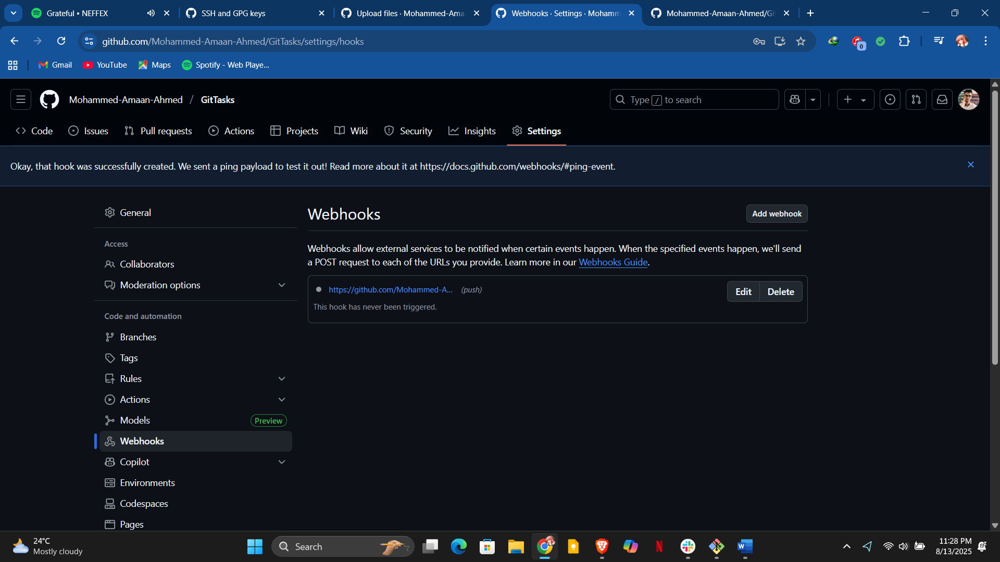 Grateful • NEFFEX
SSH and GPG keys
Upload files · Mohammed-Ama
Webhooks · Settings · Mohamm
Mohammed-Amaan-Ahmed/Gi
github.com/Mohammed-Amaan-Ahmed/GitTasks/settings/hooks
0
Gmail
YouTube
Maps
Spotify - Web Playe...
Mohammed-Amaan-Ahmed / GitTasks
Type / to search
Code
Issues
Pull requests
Actions
Projects
Wiki
Security
Insights
Settings
Okay, that hook was successfully created. We sent a ping payload to test it out! Read more about it at https://docs.github.com/webhooks/#ping-event.
General
Access
Collaborators
Moderation options
Code and automation
Branches
Tags
Rules
Actions
Models Preview
Webhooks
Copilot
Environments
Codespaces
Pages
Webhooks
Add webhook
Webhooks allow external services to be notified when certain events happen. When the specified events happen, we'll send
a POST request to each of the URLs you provide. Learn more in our Webhooks Guide.
https://github.com/Mohammed-A... (push)
Edit Delete
This hook has never been triggered.
24°C
Mostly cloudy
Search
11:28 PM
8/13/2025